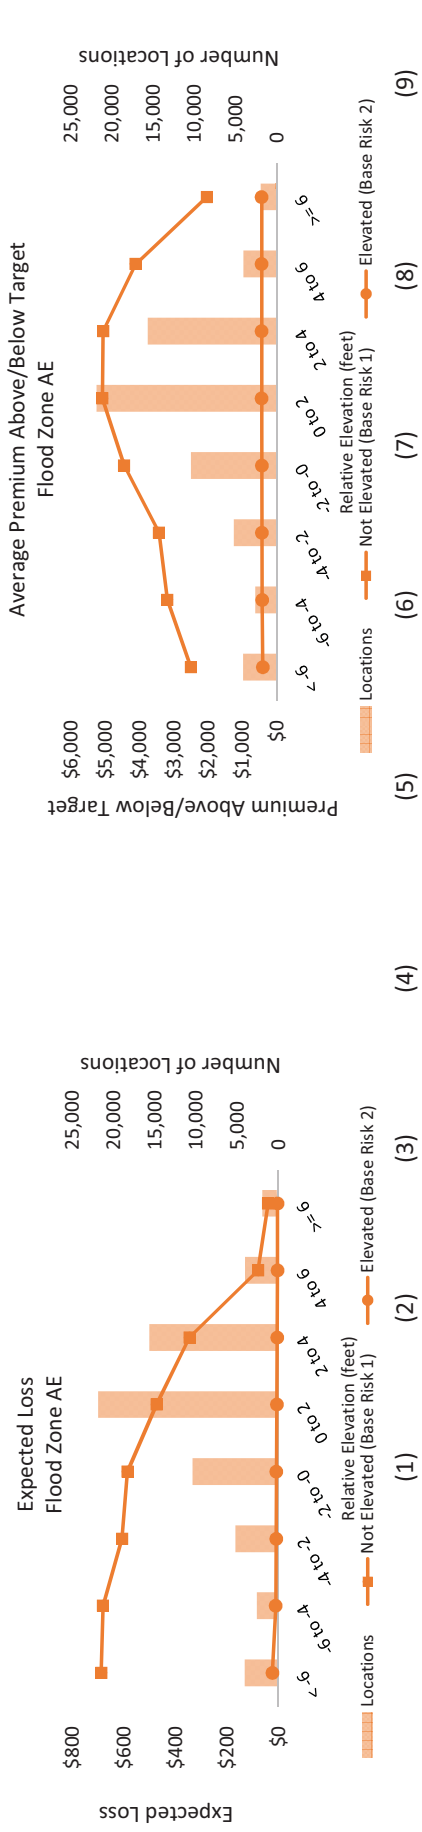 Expected Loss
Flood Zone AE
Expected Loss
$800
$600
$400
$200
$0
Number of Locations
25,000
20,000
15,000
10,000
5,000
0
<-6
-6 to -4
-4 to -2
-2 to -0
0 to 2
2 to 4
4 to 6
>=6
Relative Elevation (feet)
Locations
Not Elevated (Base Risk 1)
Elevated (Base Risk 2)
Average Premium Above/Below Target
Flood Zone AE
Premium Above/Below Target
$6,000
$5,000
$4,000
$3,000
$2,000
$1,000
$0
Number of Locations
25,000
20,000
15,000
10,000
5,000
0
<-6
-6 to -4
-4 to -2
-2 to -0
0 to 2
2 to 4
4 to 6
>=6
Relative Elevation (feet)
Locations
Not Elevated (Base Risk 1)
Elevated (Base Risk 2)
(1) (2) (3) (4) (5) (6) (7) (8) (9)